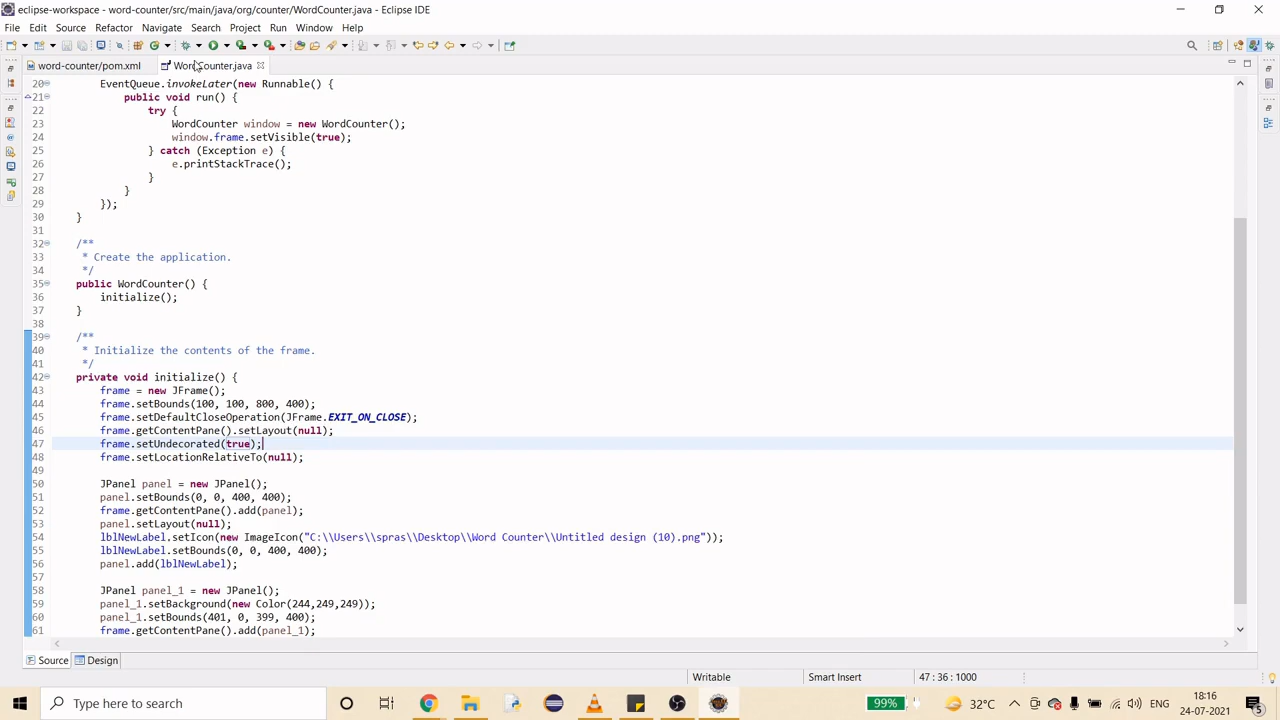 eclipse-workspace - word-counter/src/main/java/org/counter/WordCounter.java - Eclipse IDE
File Edit Source Refactor Navigate Search Project Run Window Help
word-counter/pom.xml WordCounter.java
20 EventQueue.invokeLater(new Runnable() {
21 public void run() {
22 try {
23 WordCounter window = new WordCounter();
24 window.frame.setVisible(true);
25 } catch (Exception e) {
26 e.printStackTrace();
27 }
28 }
29 });
30 }
31
32 /**
33 * Create the application.
34 */
35 public WordCounter() {
36 initialize();
37 }
38
39 /**
40 * Initialize the contents of the frame.
41 */
42 private void initialize() {
43 frame = new JFrame();
44 frame.setBounds(100, 100, 800, 400);
45 frame.setDefaultCloseOperation(JFrame.EXIT_ON_CLOSE);
46 frame.getContentPane().setLayout(null);
47 frame.setUndecorated(true);
48 frame.setLocationRelativeTo(null);
49
50 JPanel panel = new JPanel();
51 panel.setBounds(0, 0, 400, 400);
52 frame.getContentPane().add(panel);
53 panel.setLayout(null);
54 lblNewLabel.setIcon(new ImageIcon("C:\\Users\\spras\\Desktop\\Word Counter\\Untitled design (10).png"));
55 lblNewLabel.setBounds(0, 0, 400, 400);
56 panel.add(lblNewLabel);
57
58 JPanel panel_1 = new JPanel();
59 panel_1.setBackground(new Color(244,249,249));
60 panel_1.setBounds(401, 0, 399, 400);
61 frame.getContentPane().add(panel_1);
Source Design
Writable Smart Insert 47 : 36 : 1000
Type here to search 99% 32°C ENG 18:16
24-07-2021 5